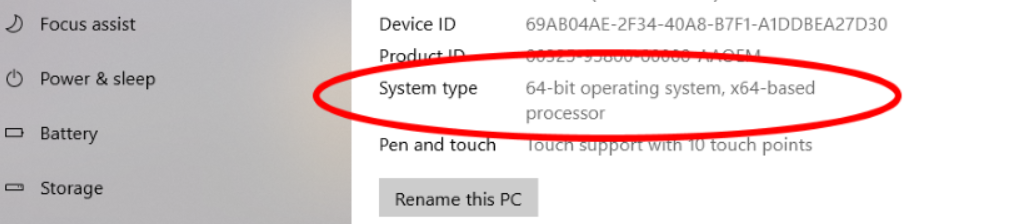 Focus assist
Power & sleep
Battery
Storage
Device ID 69AB04AE-2F34-40A8-B7F1-A1DDBEA27D30
Product ID
System type 64-bit operating system, x64-based
processor
Pen and touch Touch support with 10 touch points
Rename this PC